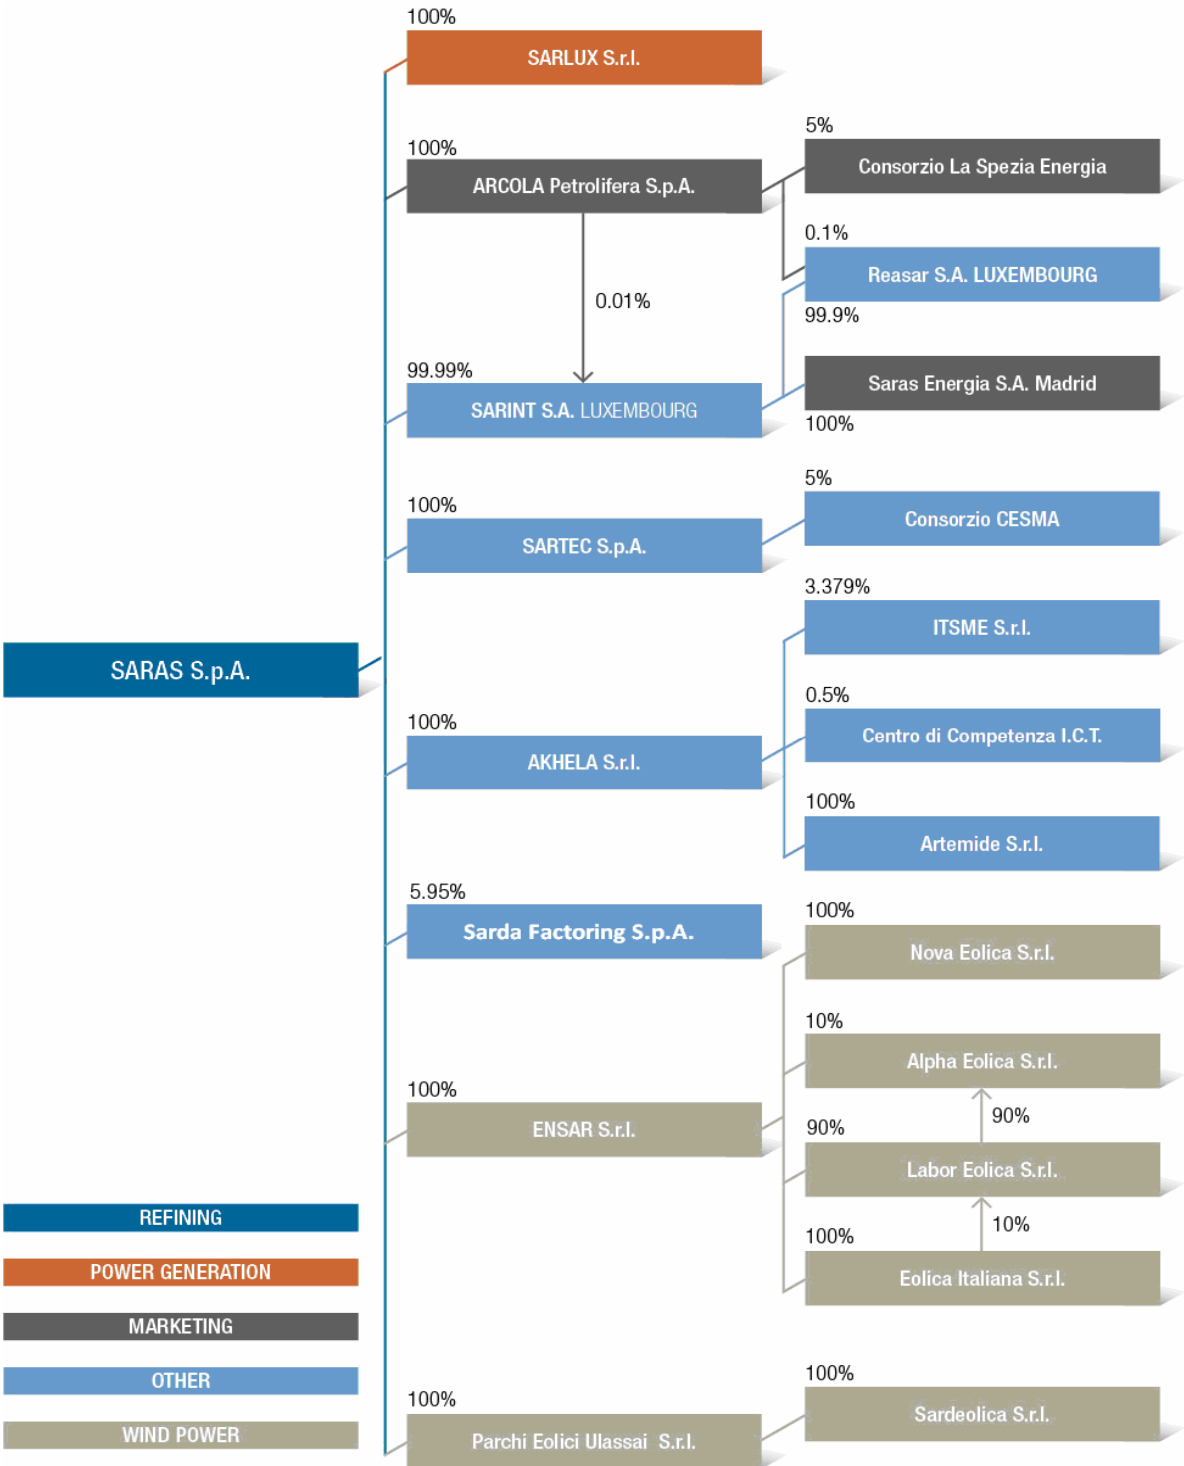 100%
SARLUX S.r.l.
5%
100%
Consorzio La Spezia Energia
ARCOLA Petrolifera S.p.A.
0.1%
Reasar S.A. LUXEMBOURG
0.01%
99.9%
99.99%
Saras Energia S.A. Madrid
SARINT S.A. LUXEMBOURG
100%
5%
100%
Consorzio CESMA
SARTEC S.p.A.
3.379%
ITSME S.r.l.
SARAS S.p.A.
0.5%
100%
Centro di Competenza I.C.T.
AKHELA S.r.l.
100%
Artemide S.r.l.
5.95%
Sarda Factoring S.p.A.
100%
Nova Eolica S.r.l.
10%
Alpha Eolica S.r.l.
100%
ENSAR S.r.l.
90%
90%
Labor Eolica S.r.l.
10%
100%
Eolica Italiana S.r.l.
REFINING
POWER GENERATION
MARKETING
OTHER
WIND POWER
100%
100%
Sardeolica S.r.l.
Parchi Eolici Ulassai S.r.l.